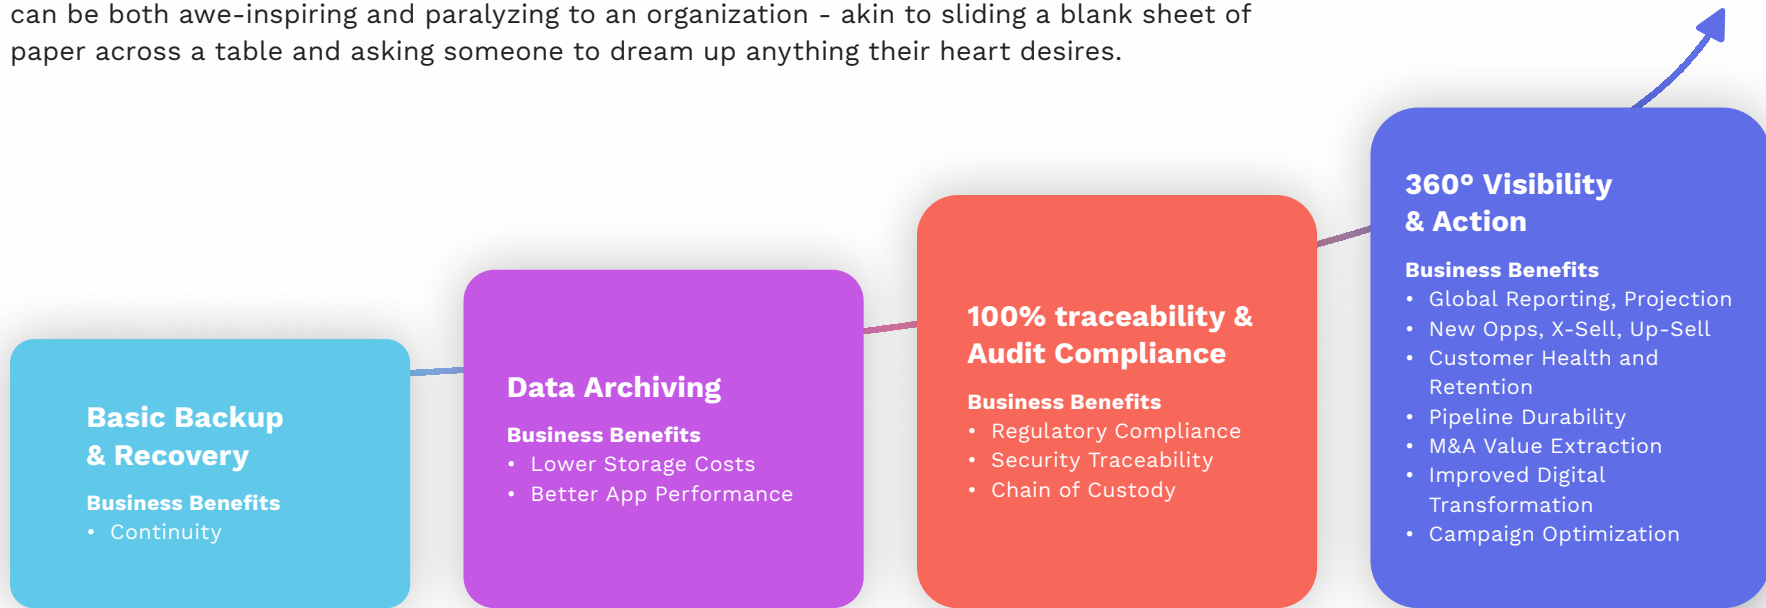 can be both awe-inspiring and paralyzing to an organization - akin to sliding a blank sheet of
paper across a table and asking someone to dream up anything their heart desires.
Basic Backup
& Recovery
Business Benefits
• Continuity
Data Archiving
Business Benefits
• Lower Storage Costs
• Better App Performance
100% traceability &
Audit Compliance
Business Benefits
• Regulatory Compliance
• Security Traceability
• Chain of Custody
360° Visibility
& Action
Business Benefits
• Global Reporting, Projection
• New Opps, X-Sell, Up-Sell
• Customer Health and
Retention
• Pipeline Durability
• M&A Value Extraction
• Improved Digital
Transformation
• Campaign Optimization